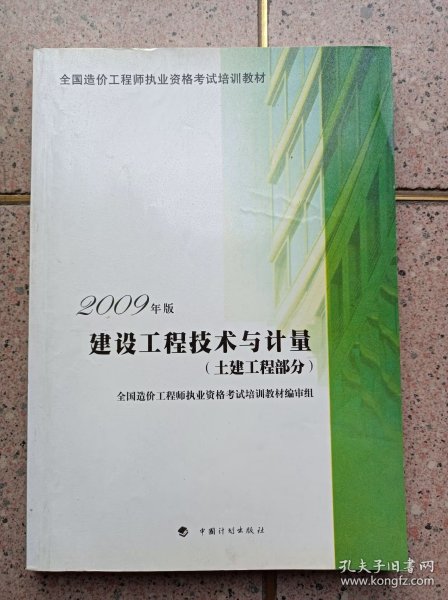 全国造价工程师执业资格考试培训教材
2009年版
建设工程技术与计量
(土建工程部分)
全国造价工程师执业资格考试培训教材编审组
中国计划出版社
孔夫子旧书网
www.kongfz.com